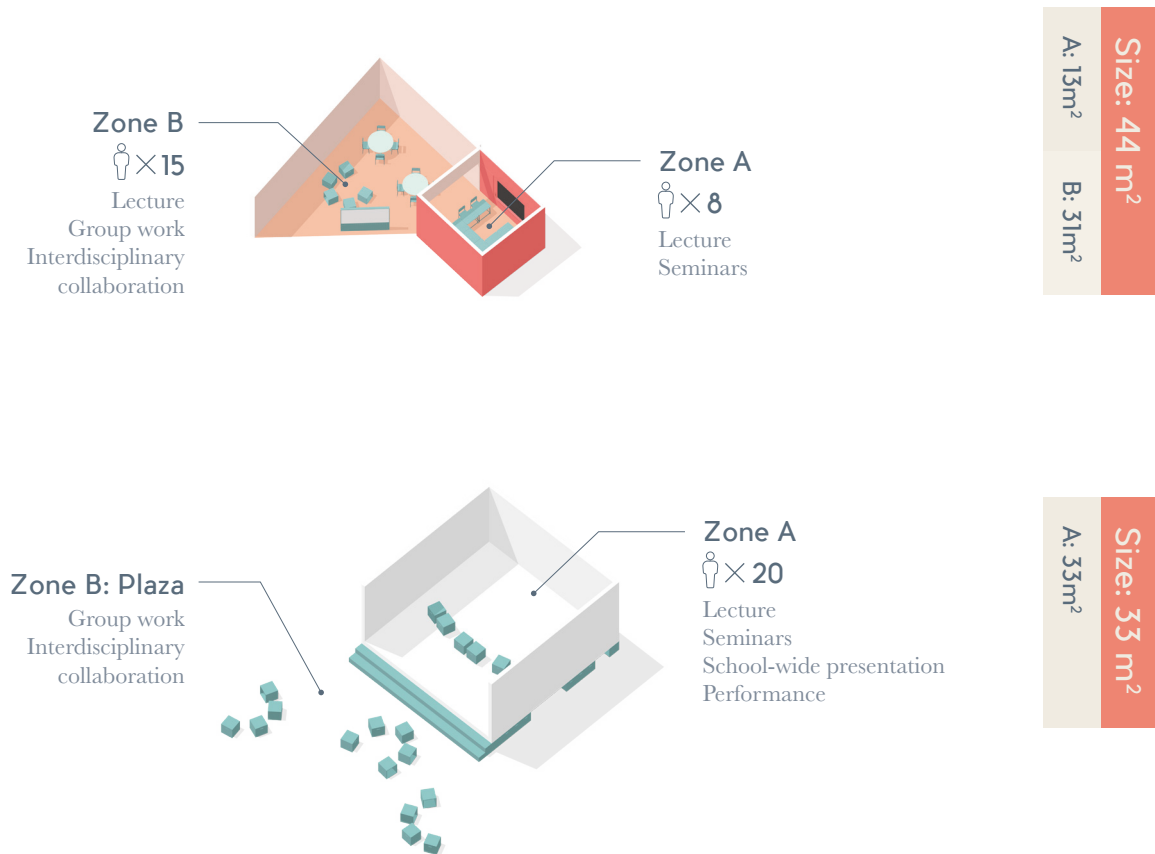 Zone B
×15
Lecture
Group work
Interdisciplinary
collaboration
Zone A
×8
Lecture
Seminars
Size: 44 m²
A: 13m²
B: 31m²
Zone B: Plaza
Group work
Interdisciplinary
collaboration
Zone A
×20
Lecture
Seminars
School-wide presentation
Performance
Size: 33 m²
A: 33m²